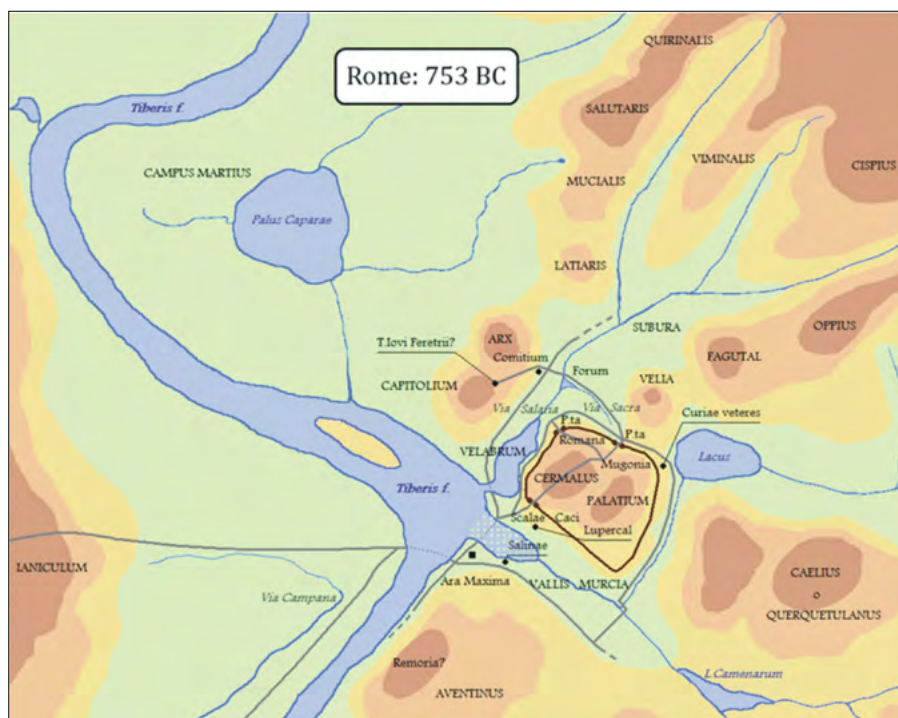 QUIRINALIS
Rome: 753 BC
Tiberis f.
SALUTARIS
VIMINALIS
CISPIUS
CAMPUS MARTIUS
MUCIALIS
Palus Caparae
LATIARIS
SUBURA
OPPIUS
T.Iovi Feretrii?
ARX
Comitium
FAGUTAL
Forum
VELIA
CAPITOLIUM
Via Salaria
Via Sacra
Curiae veteres
P.ta
Romana
P.ta
Mugonia
VELABRUM
Lacus
CERMALUS
Tiberis f.
PALATIUM
Scalae Caci
Lupercal
Salinae
IANICULUM
Ara Maxima
VALLIS MURCIA
CAELIUS
Via Campana
QUERQUETULANUS
Remoria?
L Camenarum
AVENTINUS